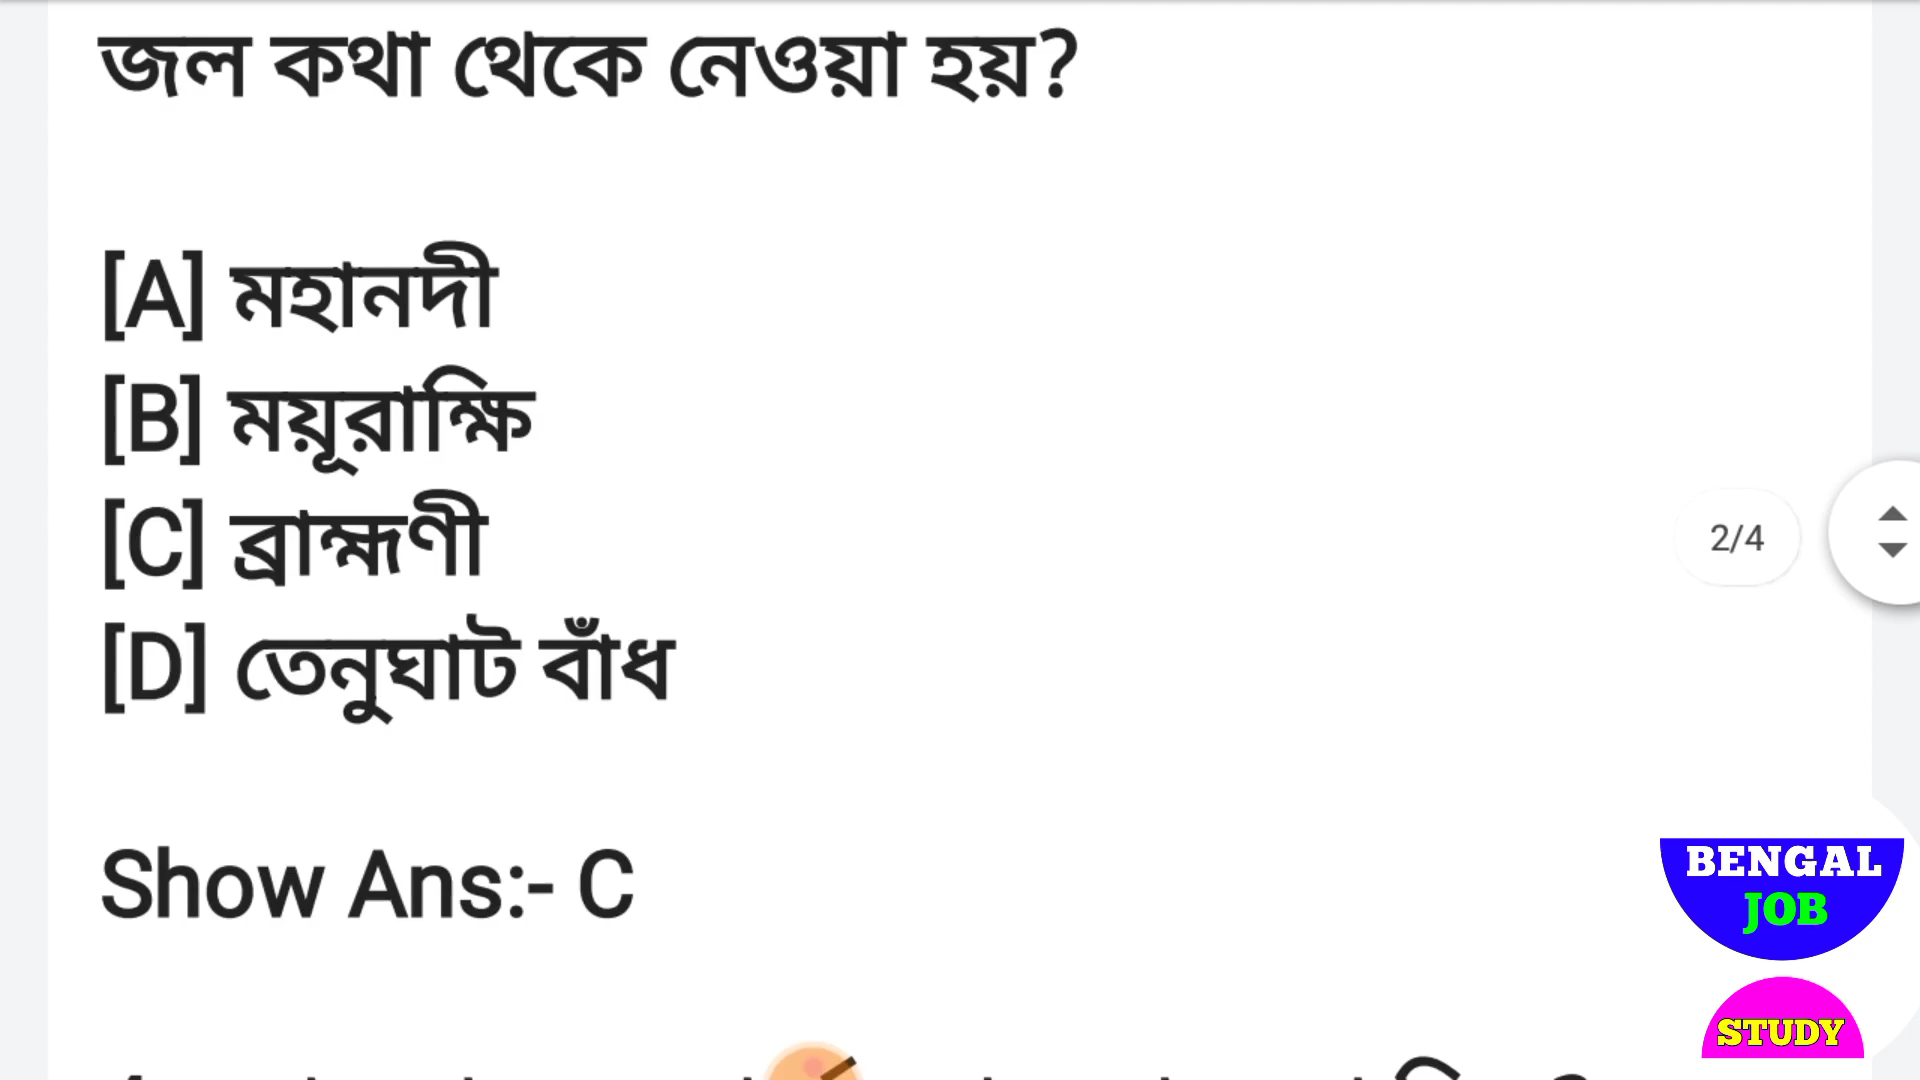 জল কথা থেকে নেওয়া হয়?
[A] মহানদী
[B] ময়ূরাক্ষি
[C] ব্রাহ্মণী
[D] তেনুঘাট বাঁধ
2/4
Show Ans:- C
BENGAL
JOB
STUDY